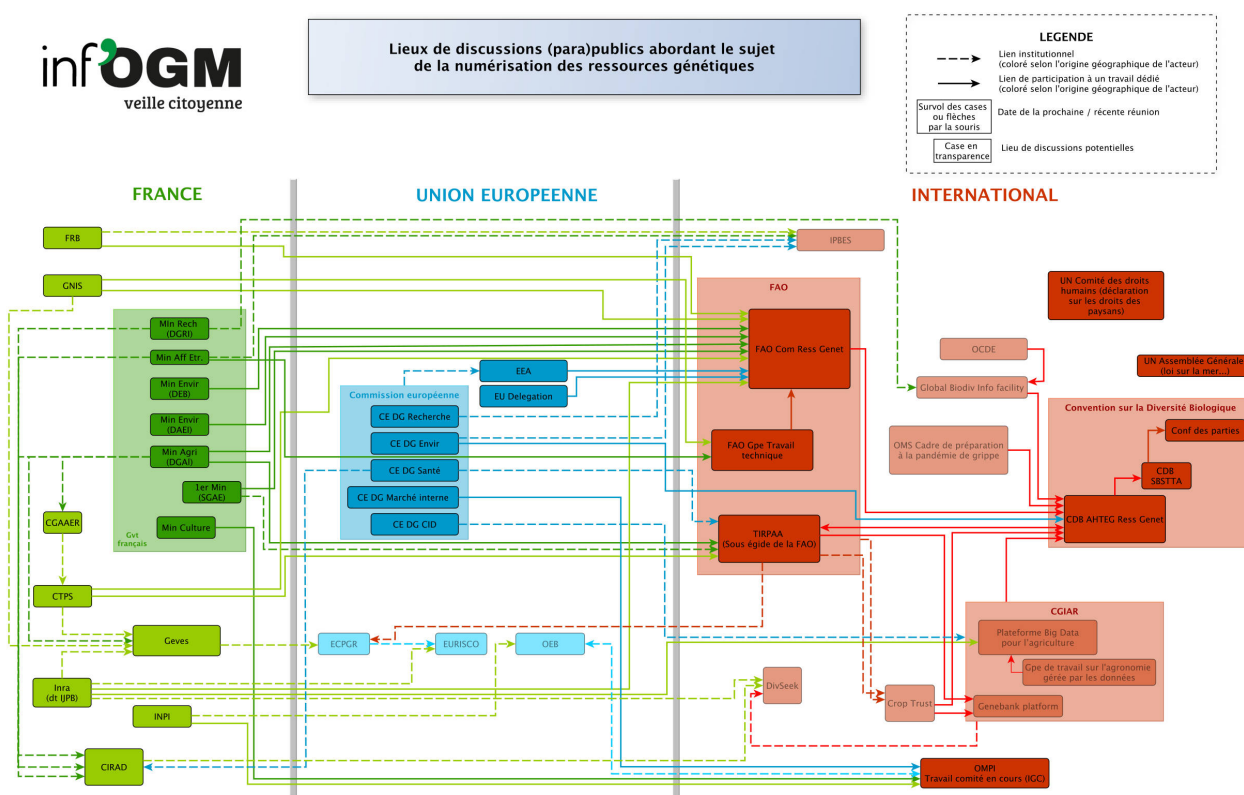 inf'OGM
veille citoyenne
Lieux de discussions (para)publics abordant le sujet
de la numérisation des ressources génétiques
LEGENDE
Lien institutionnel
(coloré selon l'origine géographique de l'acteur)
Lien de participation à un travail dédié
(coloré selon l'origine géographique de l'acteur)
Survol des cases
ou flèches
par la souris
Date de la prochaine / récente réunion
Case en
transparence
Lieu de discussions potentielles
FRANCE
UNION EUROPEENNE
INTERNATIONAL
FRB
GNIS
MIn Rech
(DGRI)
Min Aff Etr.
Min Envir
(DEB)
Min Envir
(DAEI)
Min Agri
(DGAl)
1er Min
(SGAE)
Min Culture
Gvt
français
CGAAER
CTPS
Geves
Inra
(dt IJPB)
INPI
CIRAD
Commission européenne
CE DG Recherche
CE DG Envir
CE DG Santé
CE DG Marché interne
CE DG CID
EEA
EU Delegation
ECPGR
EURISCO
OEB
IPBES
FAO
FAO Com Ress Genet
FAO Gpe Travail
technique
TIRPAA
(Sous égide de la FAO)
UN Comité des droits
humains (déclaration
sur les droits des
paysans)
OCDE
UN Assemblée Générale
(loi sur la mer...)
Global Biodiv Info facility
Convention sur la Diversité Biologique
Conf des parties
OMS Cadre de préparation
à la pandémie de grippe
CDB
SBSTTA
CDB AHTEG Ress Genet
CGIAR
Plateforme Big Data
pour l'agriculture
Gpe de travail sur l'agronomie
gérée par les données
Genebank platform
DivSeek
Crop Trust
OMPI
Travail comité en cours (IGC)